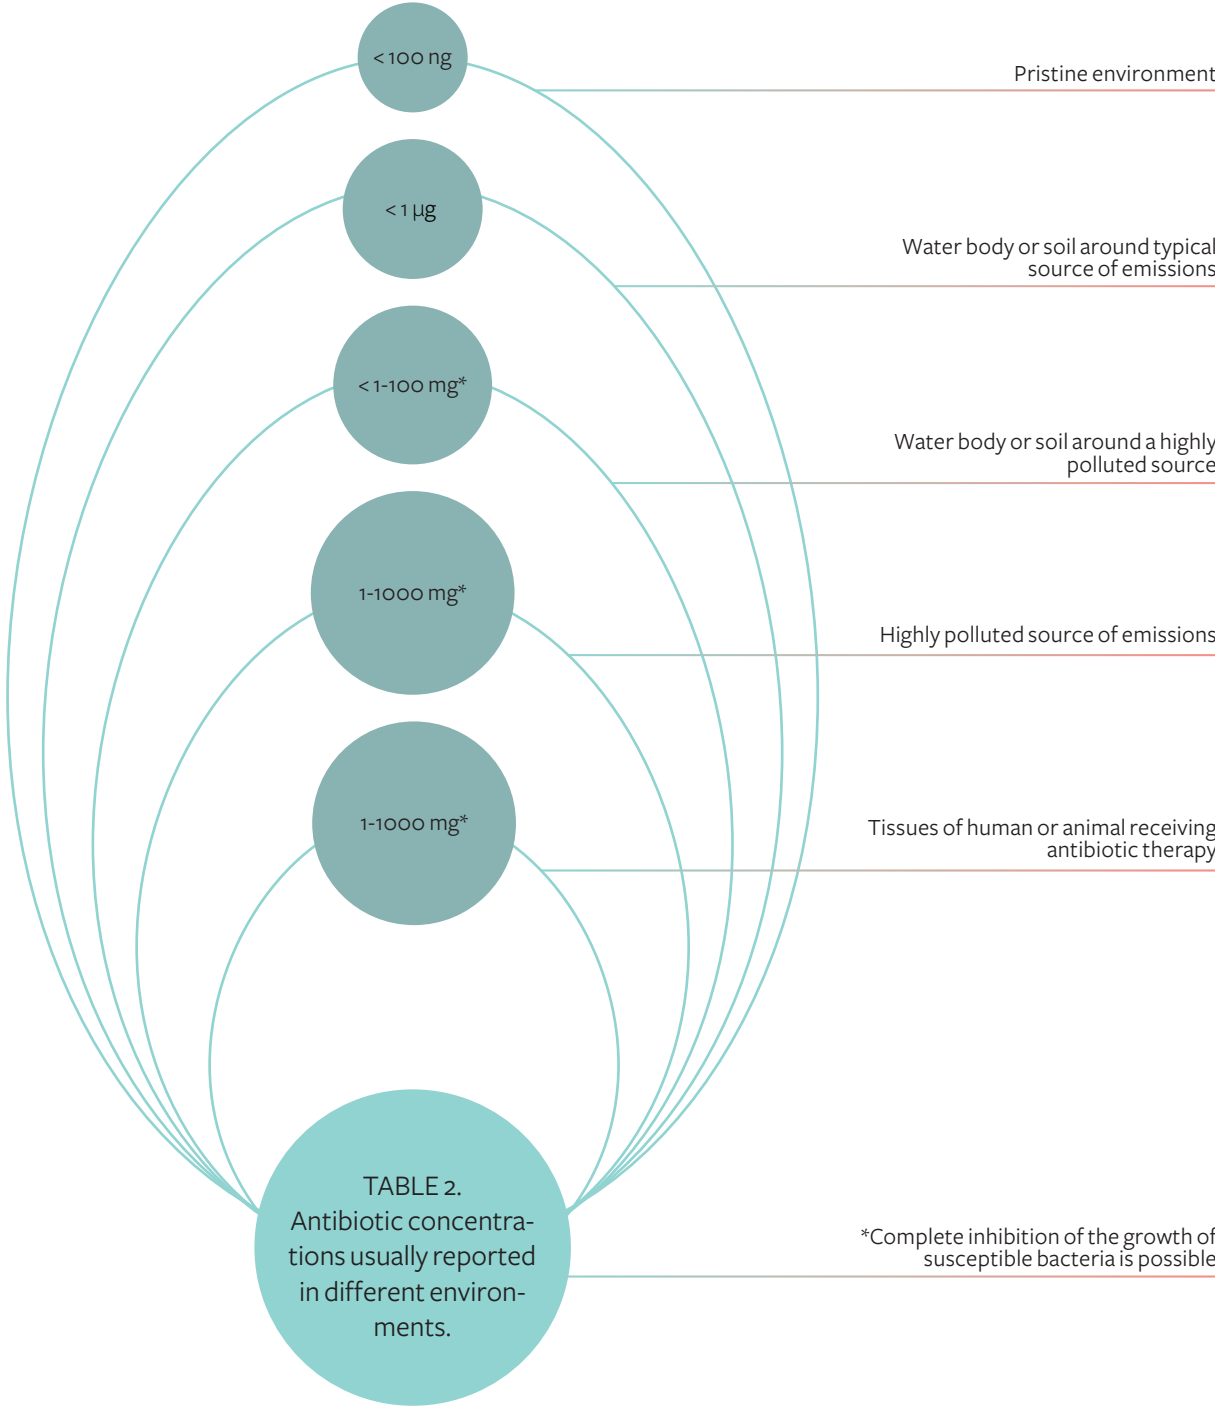 < 100 ng
Pristine environment
< 1 µg
Water body or soil around typical
source of emissions
< 1-100 mg*
Water body or soil around a highly
polluted source
1-1000 mg*
Highly polluted source of emissions
1-1000 mg*
Tissues of human or animal receiving
antibiotic therapy
TABLE 2.
Antibiotic concentra-
tions usually reported
in different environ-
ments.
*Complete inhibition of the growth of
susceptible bacteria is possible